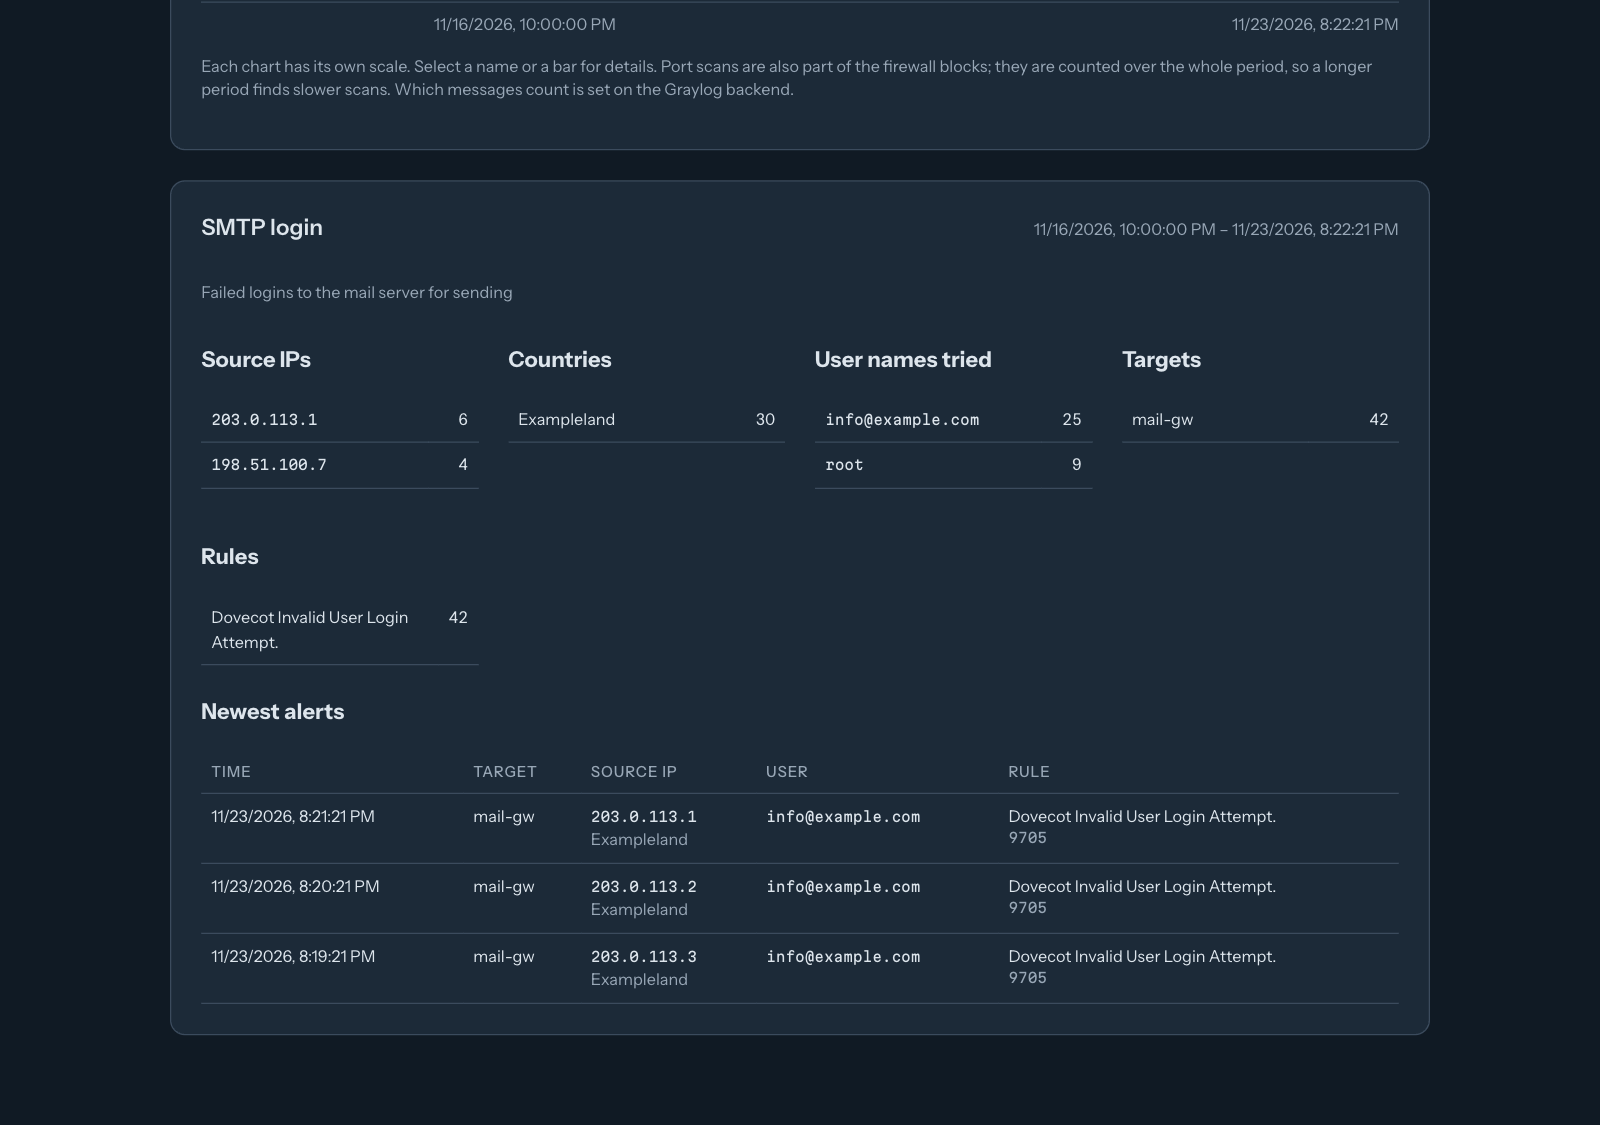 11/16/2026, 10:00:00 PM 11/23/2026, 8:22:21 PM
Each chart has its own scale. Select a name or a bar for details. Port scans are also part of the firewall blocks; they are counted over the whole period, so a longer
period finds slower scans. Which messages count is set on the Graylog backend.
SMTP login 11/16/2026, 10:00:00 PM – 11/23/2026, 8:22:21 PM
Failed logins to the mail server for sending
Source IPs Countries User names tried Targets
203.0.113.1 6 Exampleland 30 info@example.com 25 mail-gw 42
198.51.100.7 4 root 9
Rules
Dovecot Invalid User Login 42
Attempt.
Newest alerts
TIME TARGET SOURCE IP USER RULE
11/23/2026, 8:21:21 PM mail-gw 203.0.113.1 info@example.com Dovecot Invalid User Login Attempt.
Exampleland 9705
11/23/2026, 8:20:21 PM mail-gw 203.0.113.2 info@example.com Dovecot Invalid User Login Attempt.
Exampleland 9705
11/23/2026, 8:19:21 PM mail-gw 203.0.113.3 info@example.com Dovecot Invalid User Login Attempt.
Exampleland 9705